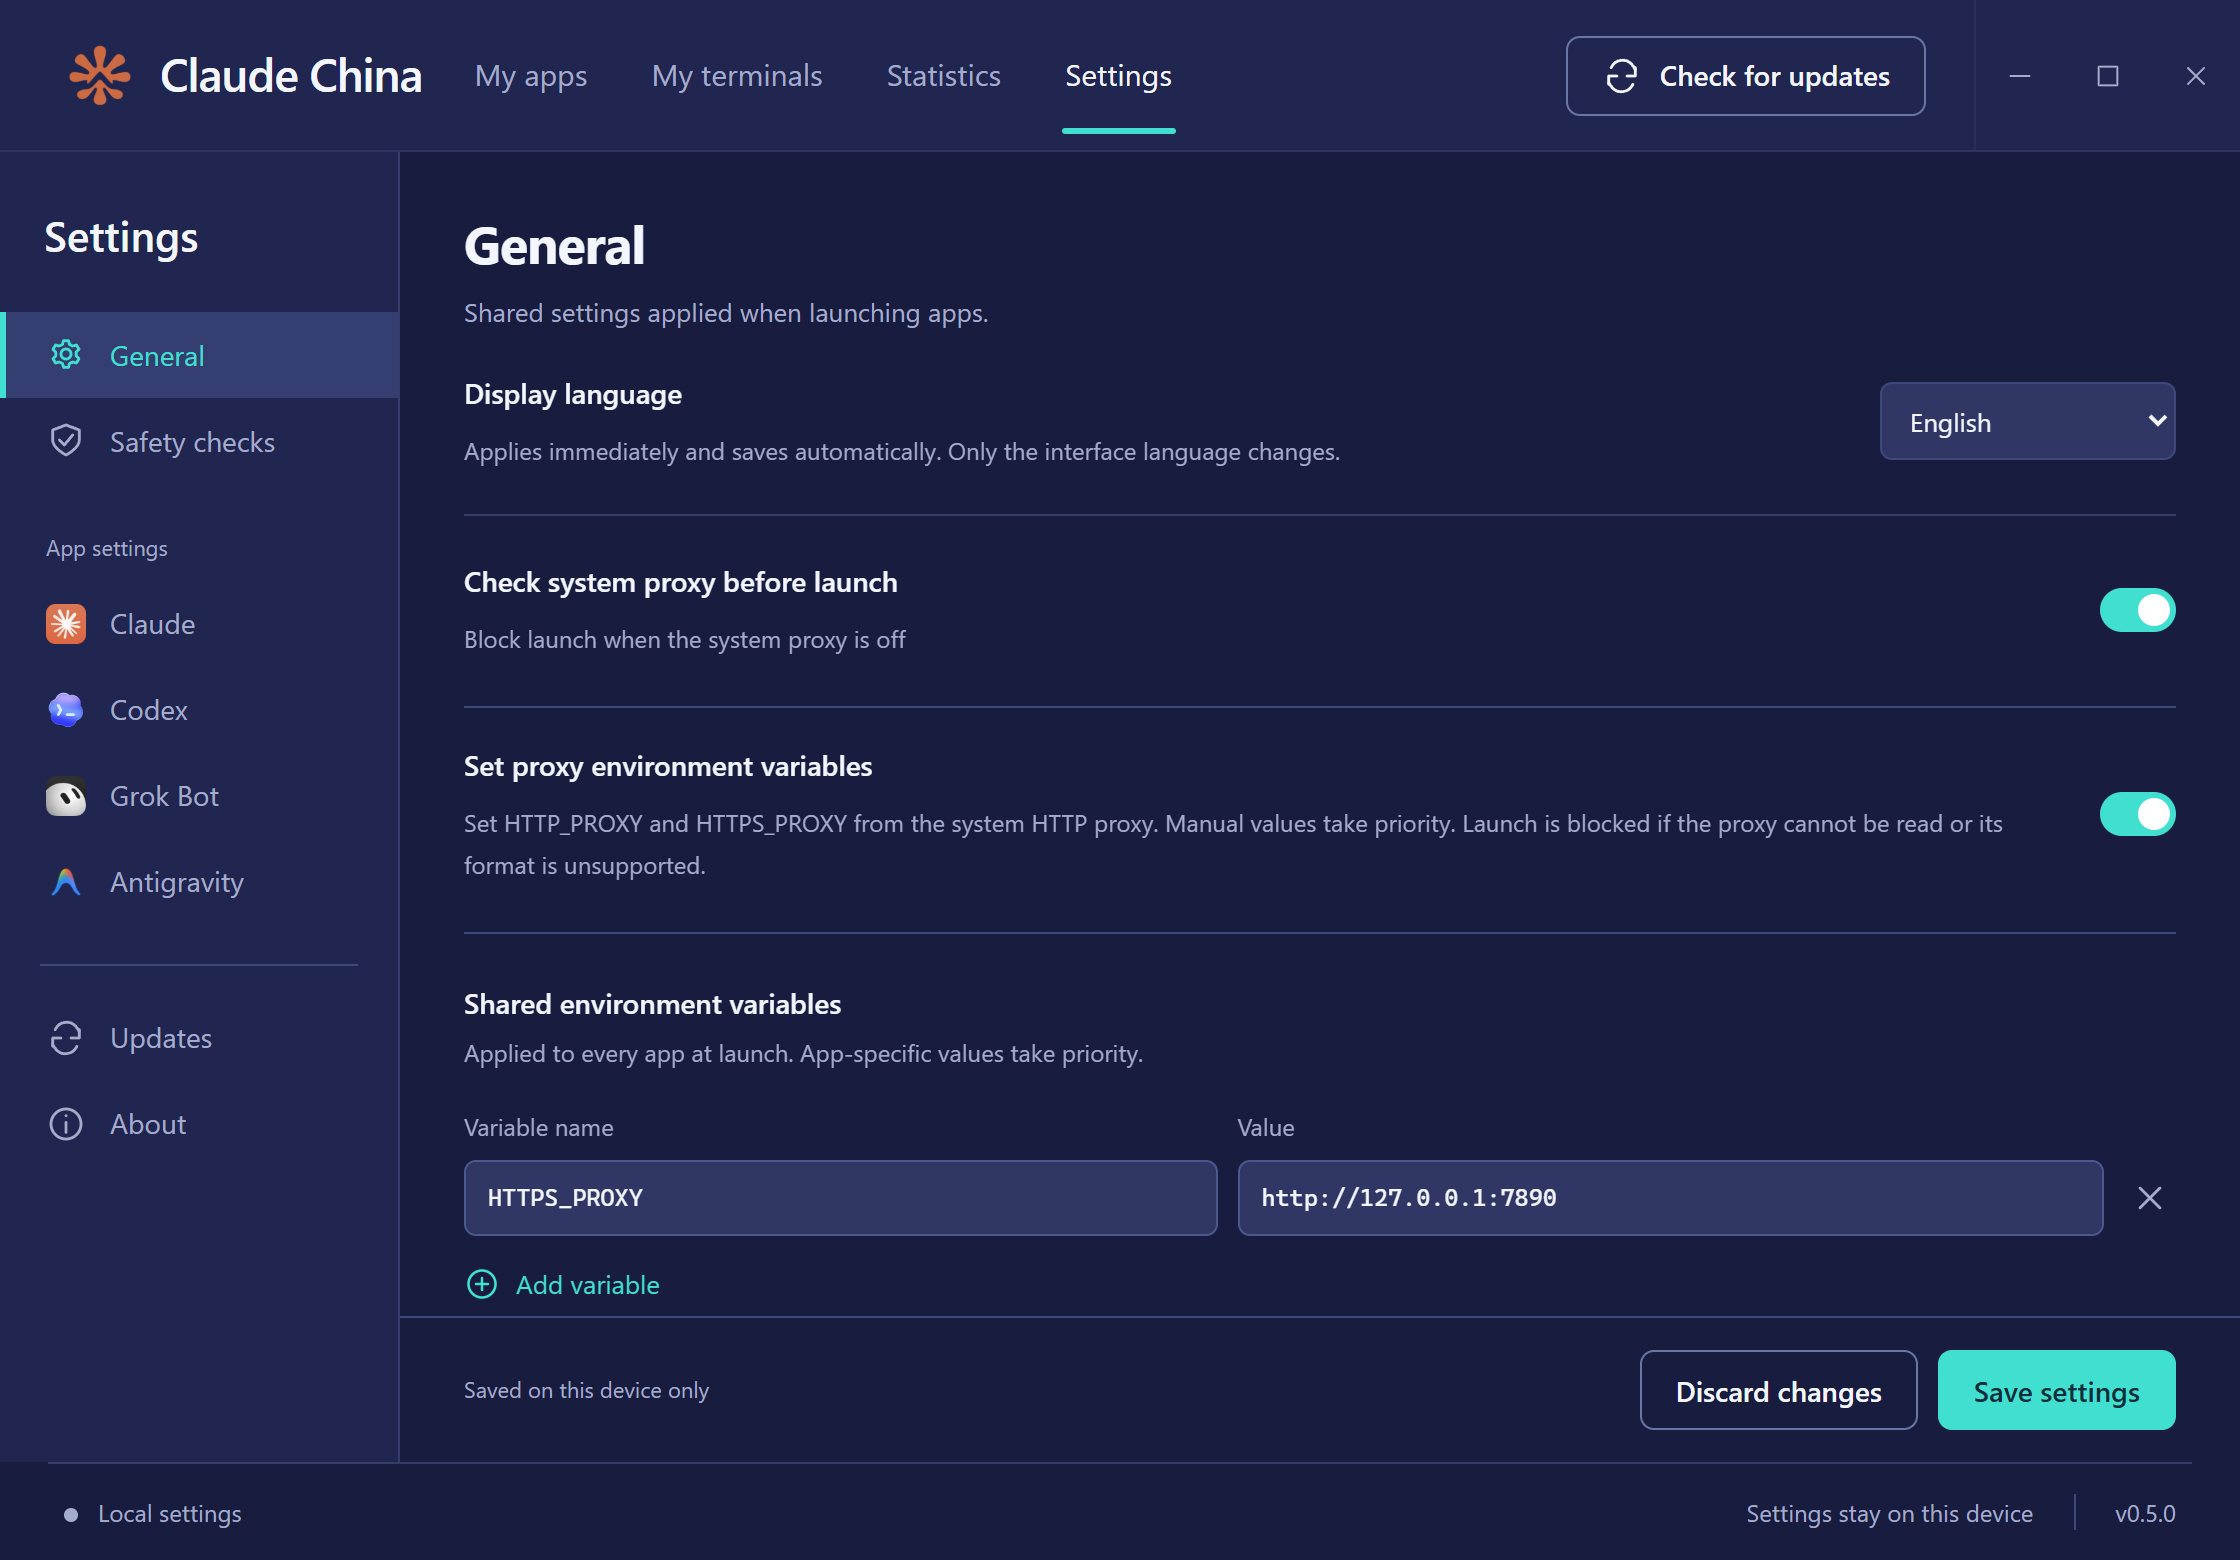 Claude China
My apps
My terminals
Statistics
Settings
Check for updates
Settings
General
Safety checks
App settings
Claude
Codex
Grok Bot
Antigravity
Updates
About
General
Shared settings applied when launching apps.
Display language
Applies immediately and saves automatically. Only the interface language changes.
English
Check system proxy before launch
Block launch when the system proxy is off
Set proxy environment variables
Set HTTP_PROXY and HTTPS_PROXY from the system HTTP proxy. Manual values take priority. Launch is blocked if the proxy cannot be read or its
format is unsupported.
Shared environment variables
Applied to every app at launch. App-specific values take priority.
Variable name
Value
HTTPS_PROXY
http://127.0.0.1:7890
Add variable
Saved on this device only
Discard changes
Save settings
Local settings
Settings stay on this device
v0.5.0